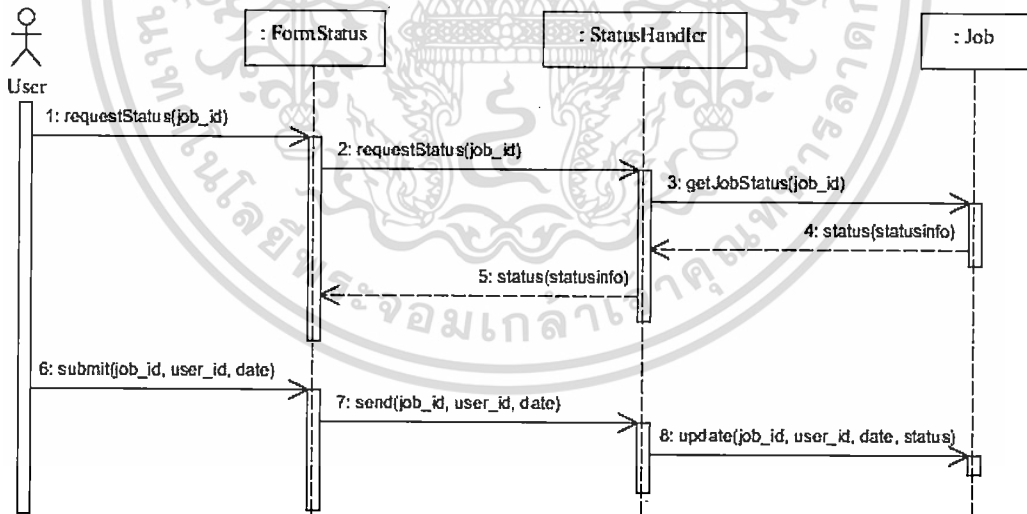 : FormStatus
: StatusHandler
: Job
User
1: requestStatus(job_id)
2: requestStatus(job_id)
3: getJobStatus(job_id)
4: status(statusinfo)
5: status(statusinfo)
6: submit(job_id, user_id, date)
7: send(job_id, user_id, date)
8: update(job_id, user_id, date, status)